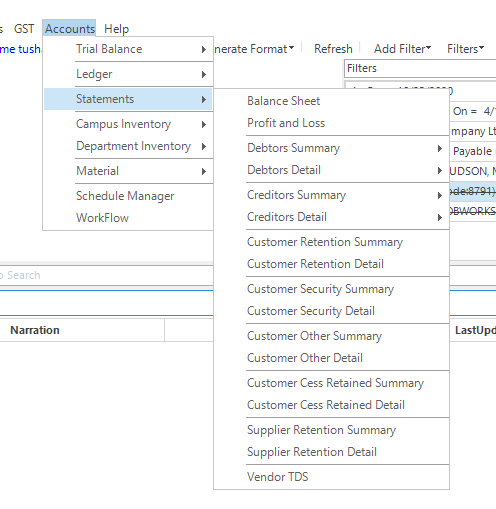 s GST Accounts Help
me tush
nerate Format Refresh Add Filter Filters
Trial Balance
Ledger
Statements
Campus Inventory
Department Inventory
Material
Schedule Manager
WorkFlow
Filters
On = 4/
mpany Lt
Payable
UDSON, M
ode:8791)
OBWORKS
Balance Sheet
Profit and Loss
Debtors Summary
Debtors Detail
Creditors Summary
Creditors Detail
Customer Retention Summary
Customer Retention Detail
Customer Security Summary
Customer Security Detail
Customer Other Summary
Customer Other Detail
Customer Cess Retained Summary
Customer Cess Retained Detail
Supplier Retention Summary
Supplier Retention Detail
Vendor TDS
o Search
Narration
LastUpd